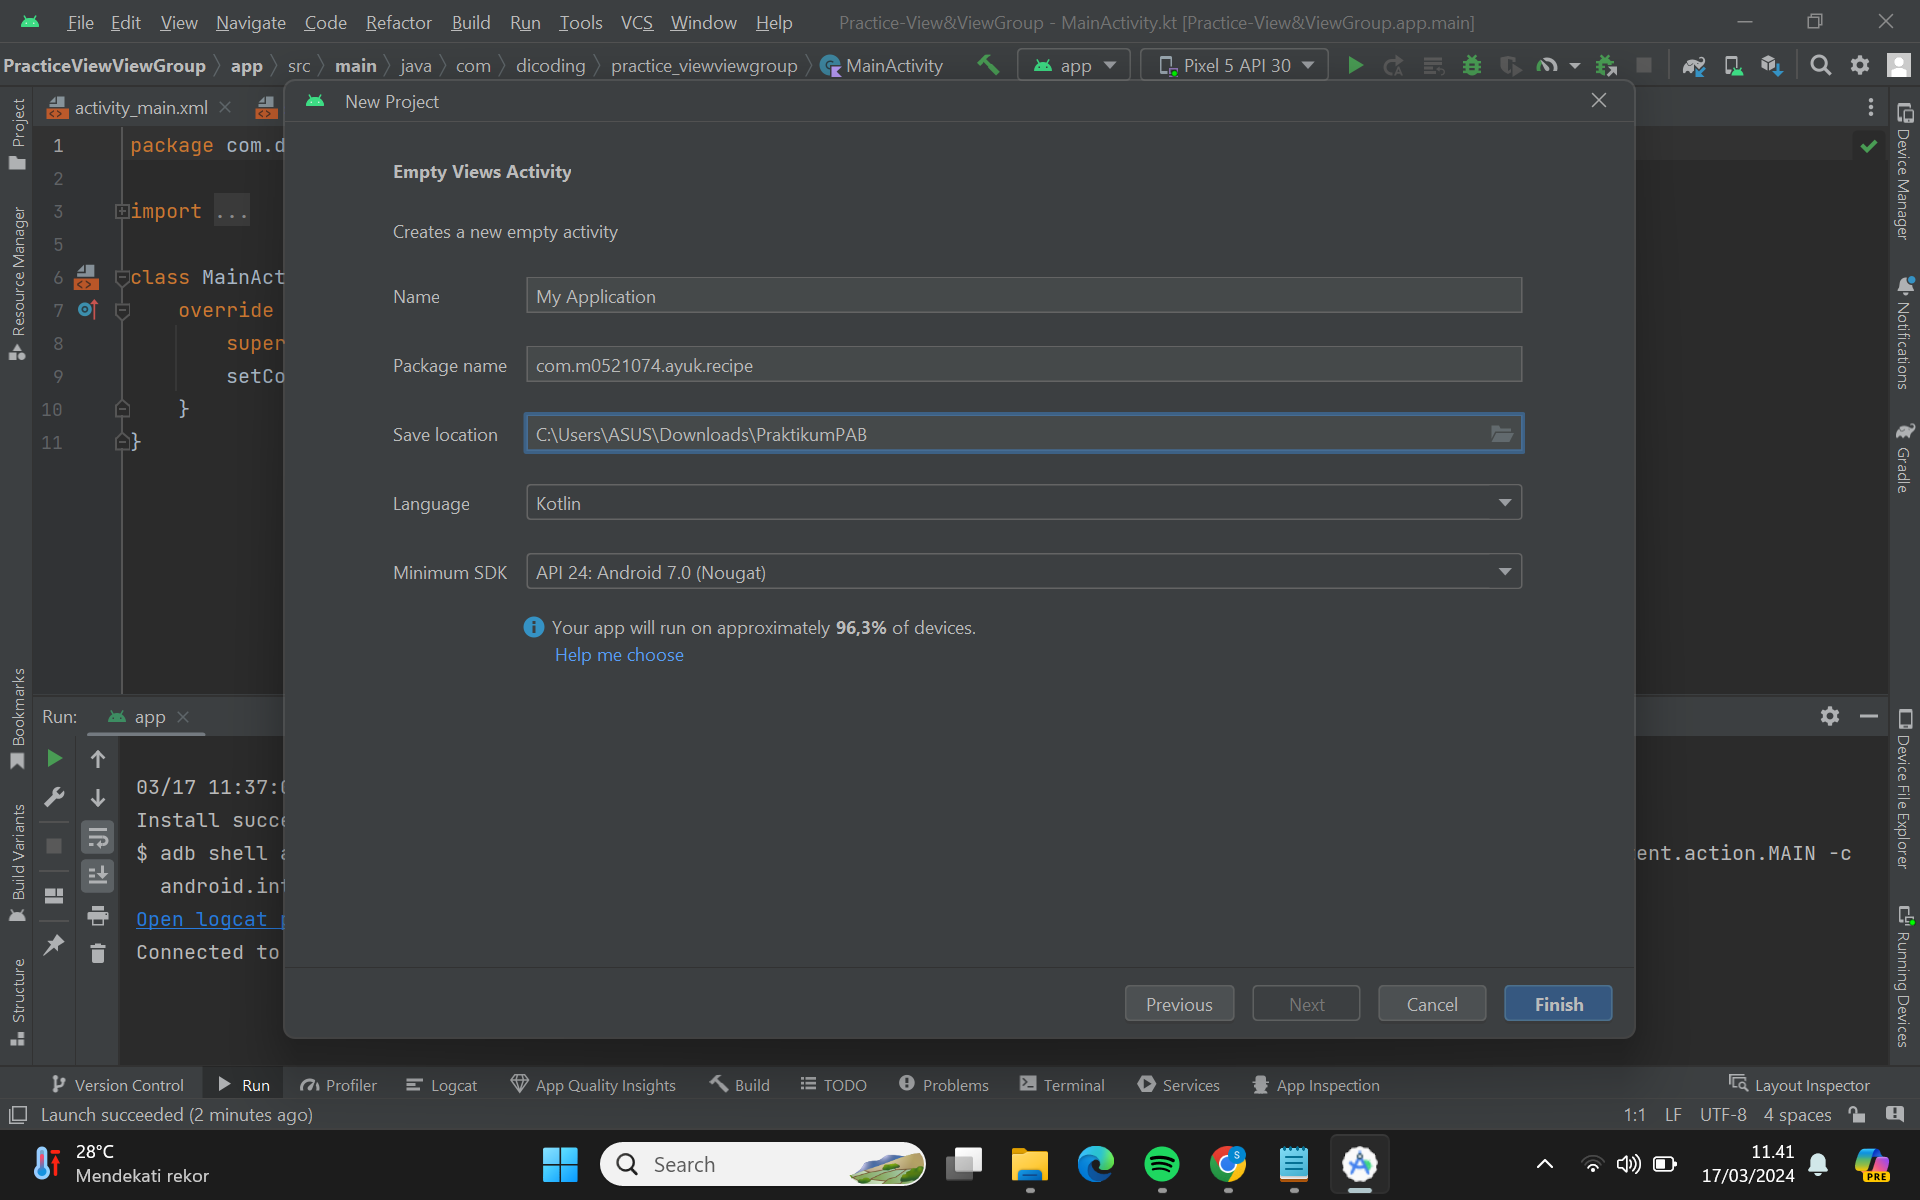 File Edit View Navigate Code Refactor Build Run Tools VCS Window Help Practice-View&ViewGroup - MainActivity.kt [Practice-View&ViewGroup.app.main]
PracticeViewViewGroup app src main java com dicoding practice_viewviewgroup MainActivity app Pixel 5 API 30
activity_main.xml
New Project
Project
Resource Manager
Bookmarks
Build Variants
Structure
1 package com.d
2
3 import ...
5
6 class MainAct
7 override
8 super
9 setCo
10 }
11 }
Empty Views Activity
Creates a new empty activity
Name My Application
Package name com.m0521074.ayuk.recipe
Save location C:\Users\ASUS\Downloads\PraktikumPAB
Language Kotlin
Minimum SDK API 24: Android 7.0 (Nougat)
Your app will run on approximately 96,3% of devices.
Help me choose
Previous Next Cancel Finish
Device Manager
Notifications
Gradle
Device File Explorer
Running Devices
Run: app
03/17 11:37:
Install succe
$ adb shell a ent.action.MAIN -c
android.int
Open logcat p
Connected to
Version Control Run Profiler Logcat App Quality Insights Build TODO Problems Terminal Services App Inspection Layout Inspector
Launch succeeded (2 minutes ago) 1:1 LF UTF-8 4 spaces
28°C
Mendekati rekor
Search
S
11.41
17/03/2024
PRE